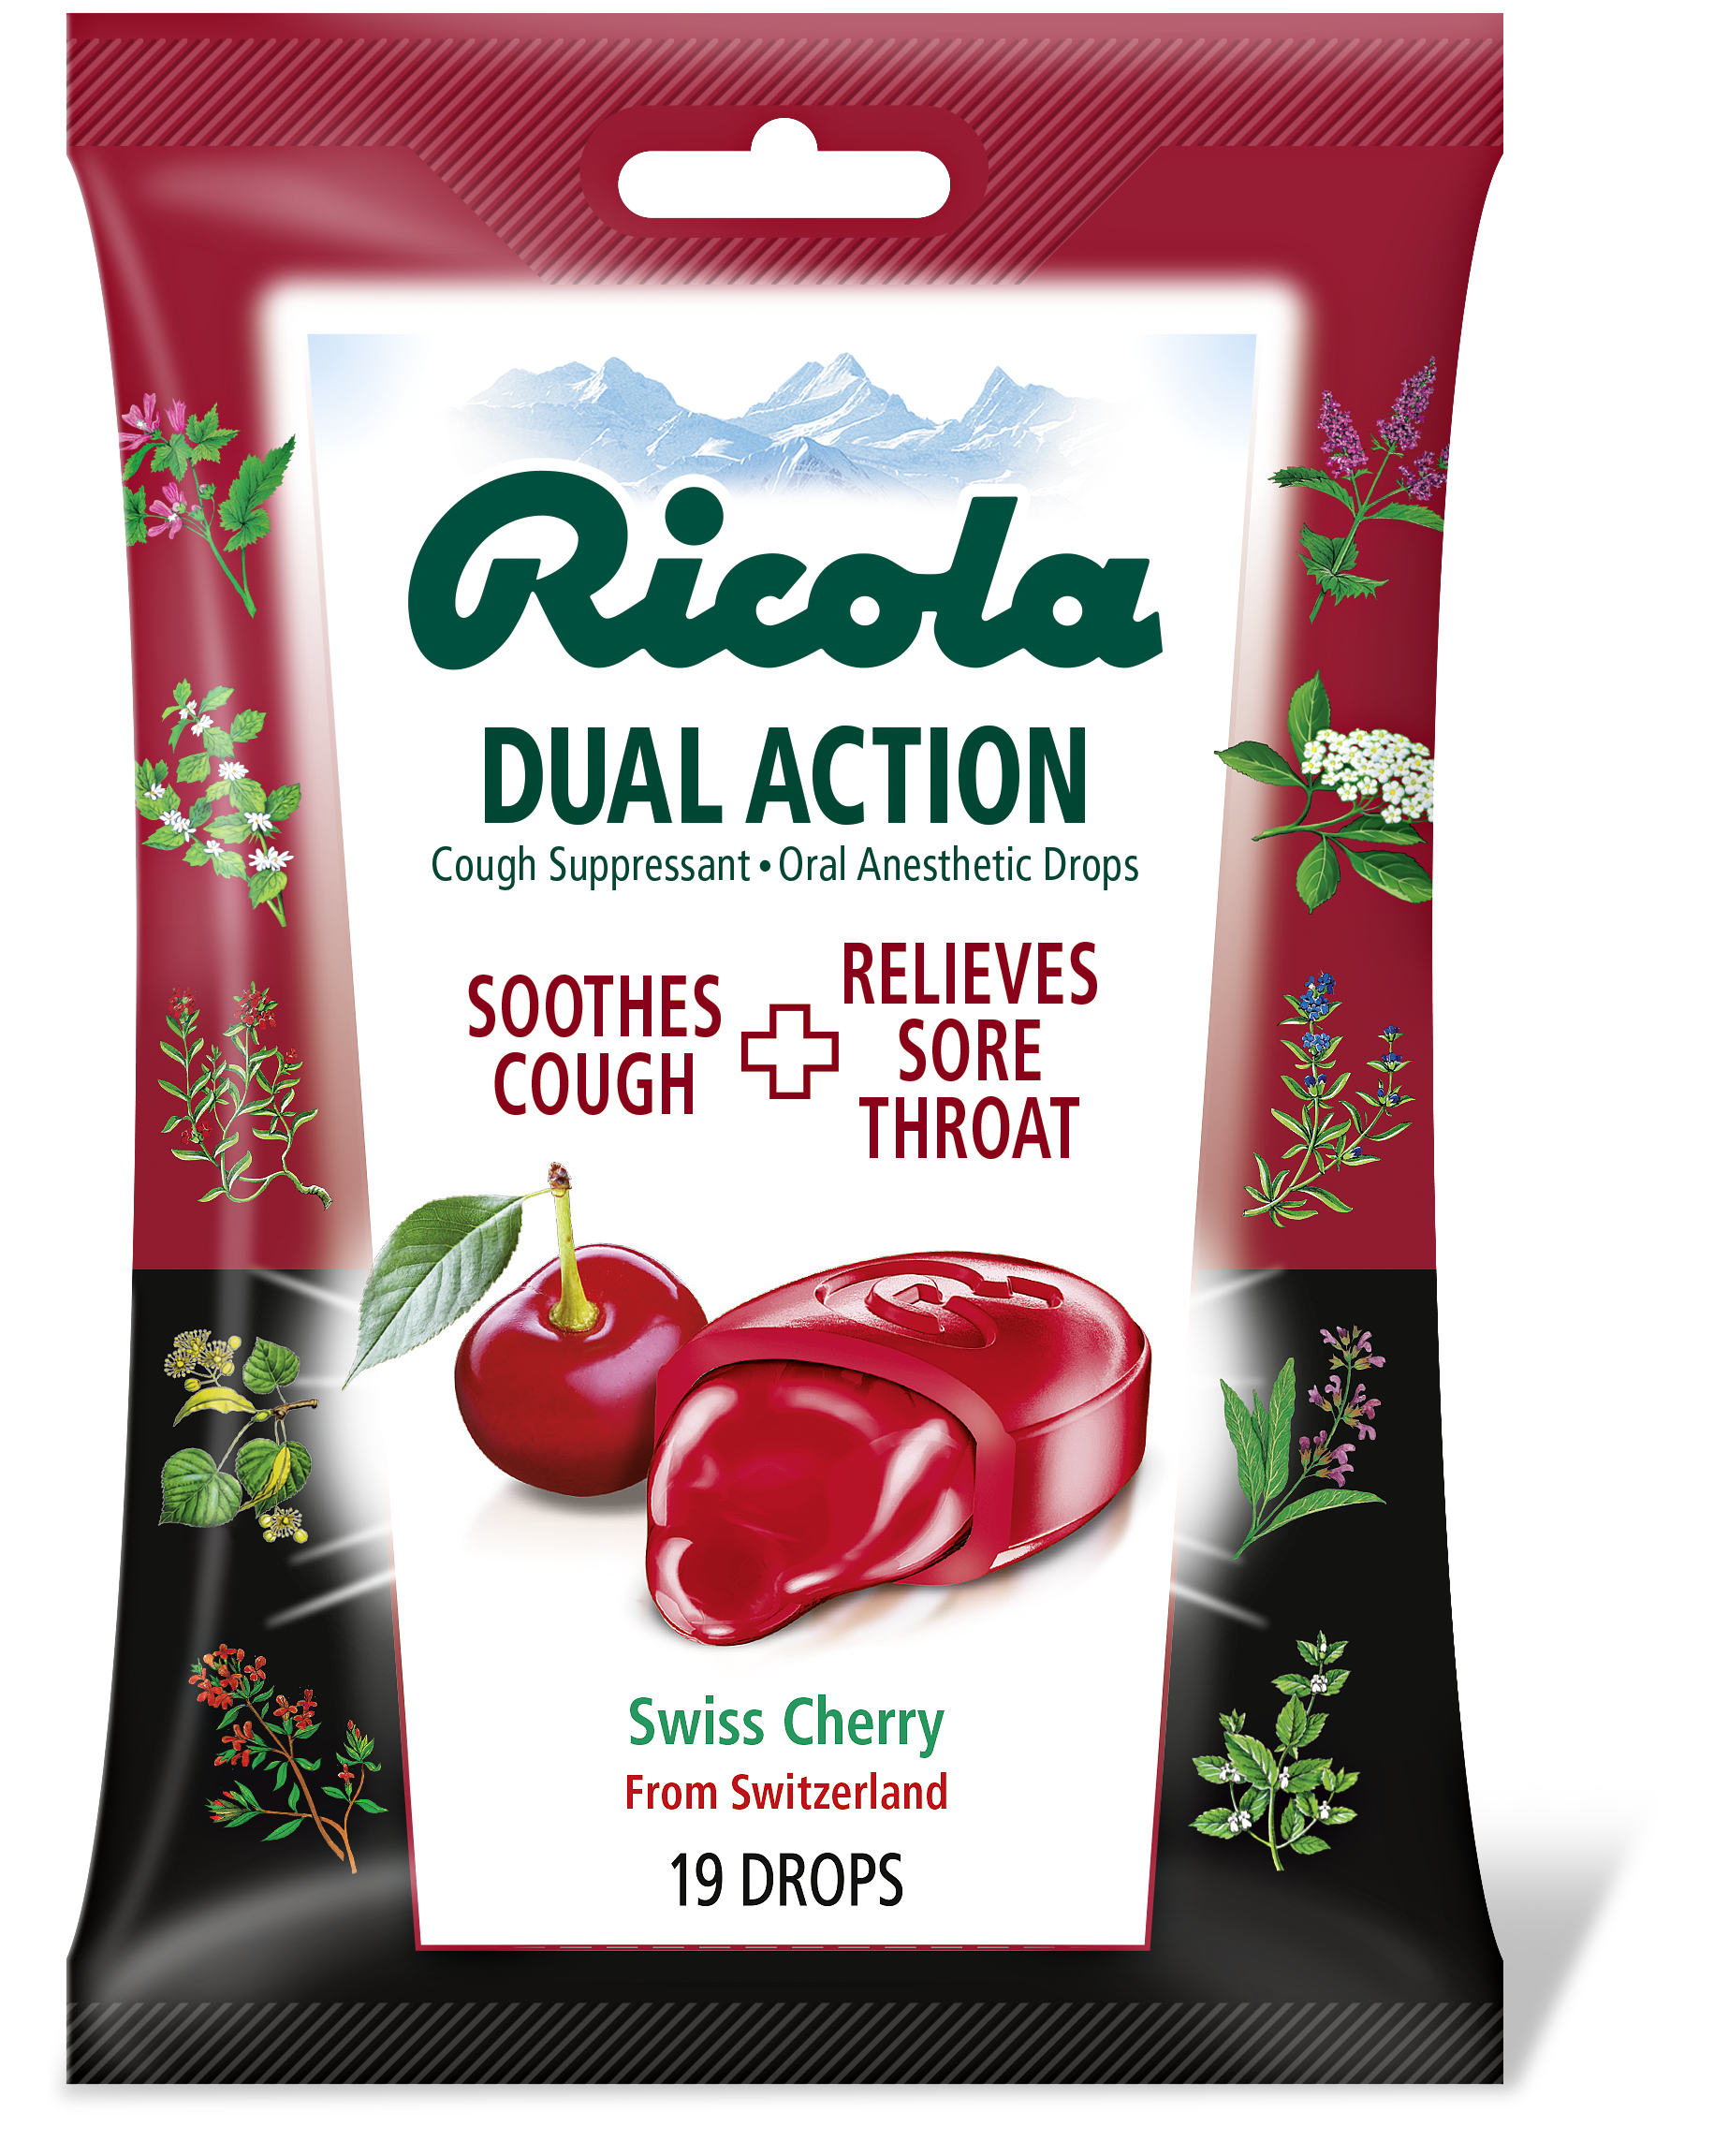 Ricola
DUAL ACTION
Cough Suppressant • Oral Anesthetic Drops
SOOTHES
COUGH
RELIEVES
SORE
THROAT
Swiss Cherry
From Switzerland
19 DROPS